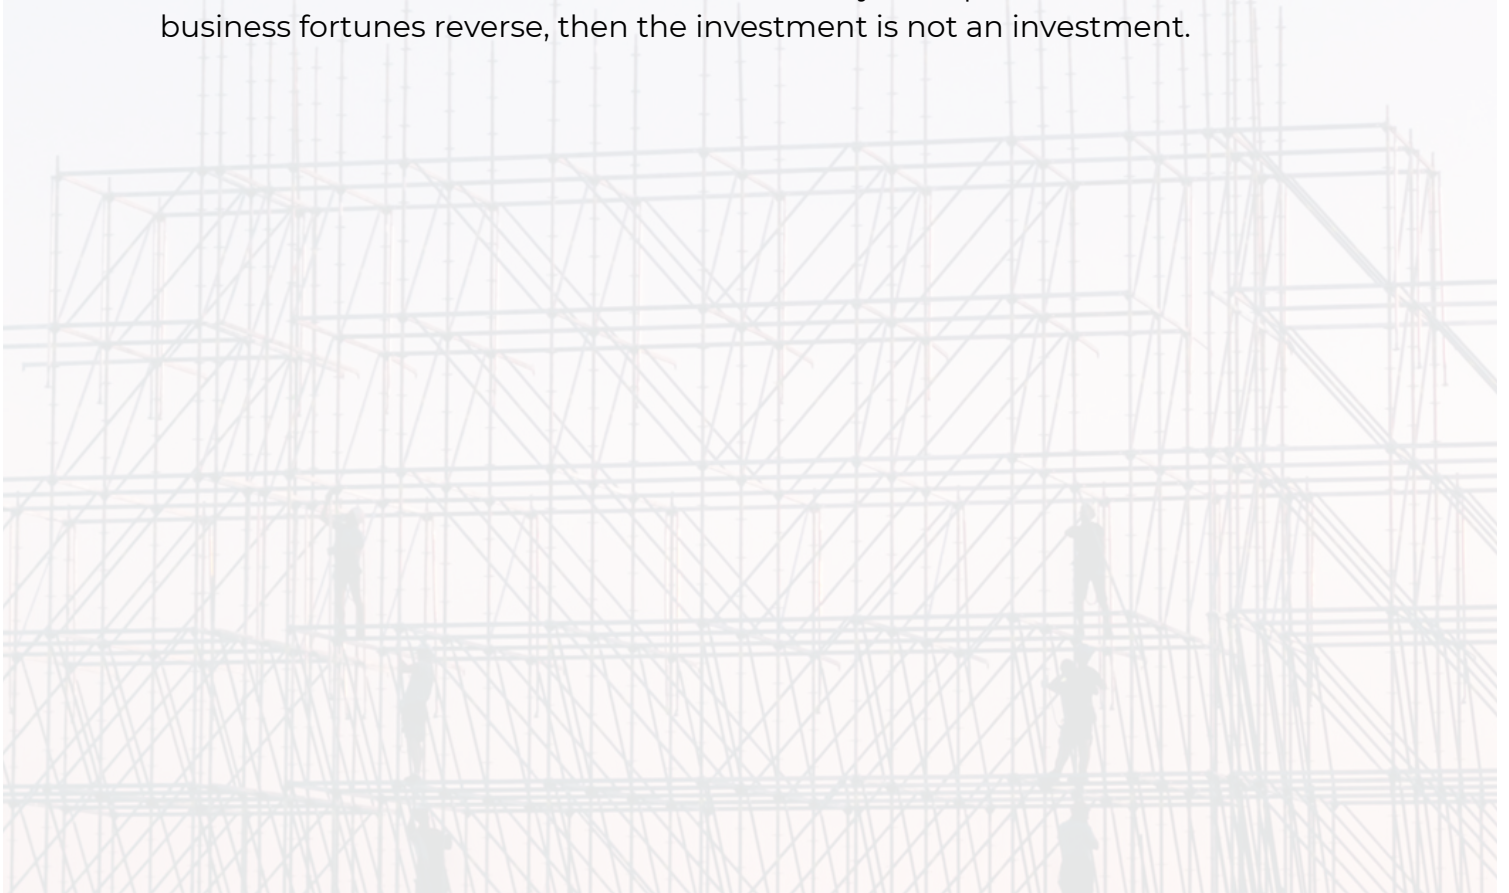 business fortunes reverse, then the investment is not an investment.